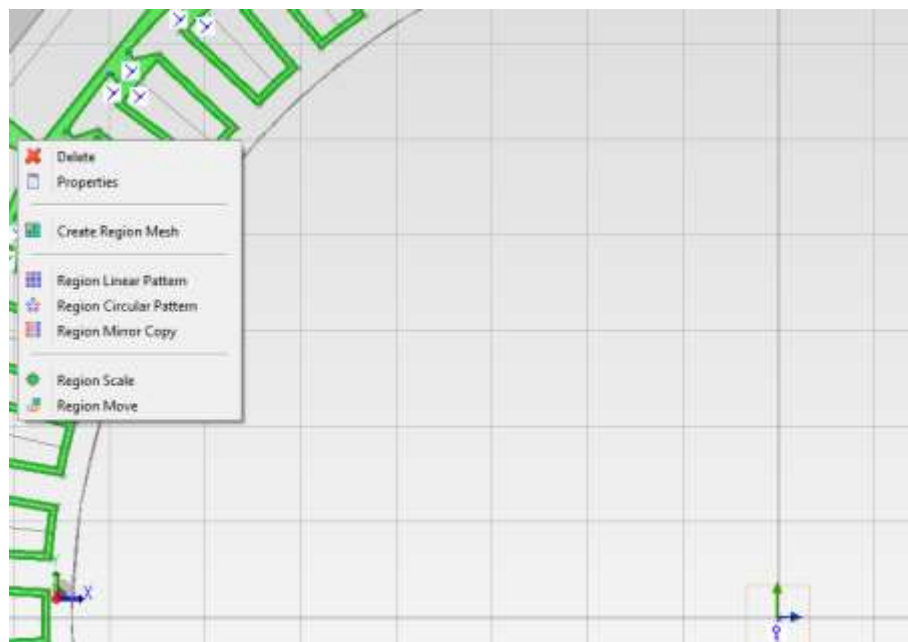 Delete
Properties
Create Region Mesh
Region Linear Pattern
Region Circular Pattern
Region Mirror Copy
Region Scale
Region Move
X